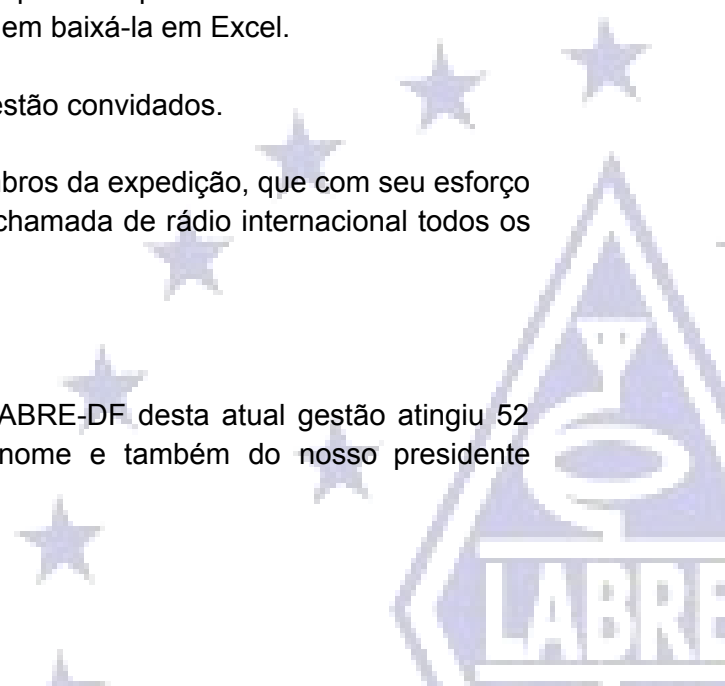 em baixá-la em Excel.
estão convidados.
bros da expedição, que com seu esforço
chamada de rádio internacional todos os
ABRE-DF desta atual gestão atingiu 52
nome e também do nosso presidente
LABRE